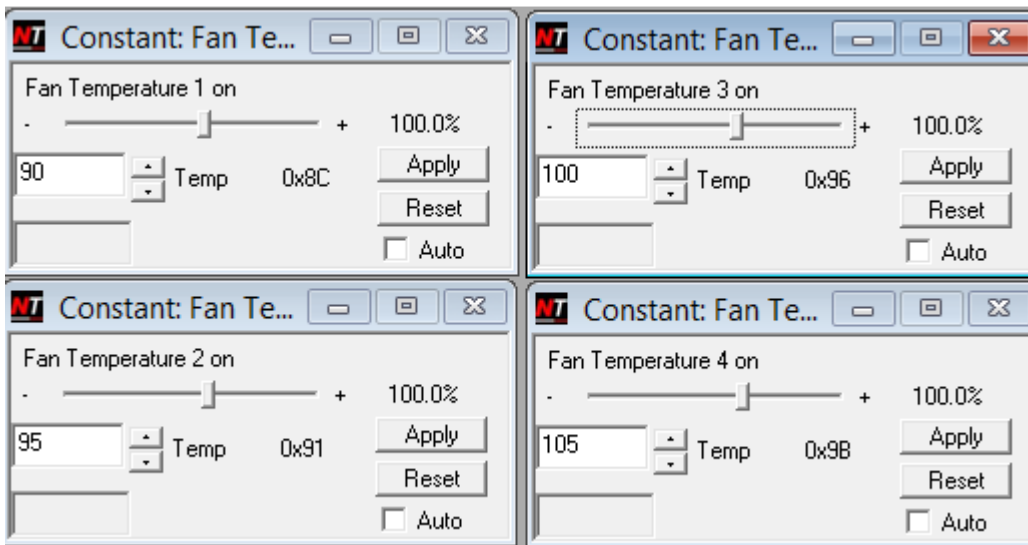 NT Constant: Fan Te...
Fan Temperature 1 on
- + 100.0%
90 Temp 0x8C Apply
Reset
Auto
NT Constant: Fan Te...
Fan Temperature 3 on
- + 100.0%
100 Temp 0x96 Apply
Reset
Auto
NT Constant: Fan Te...
Fan Temperature 2 on
- + 100.0%
95 Temp 0x91 Apply
Reset
Auto
NT Constant: Fan Te...
Fan Temperature 4 on
- + 100.0%
105 Temp 0x9B Apply
Reset
Auto